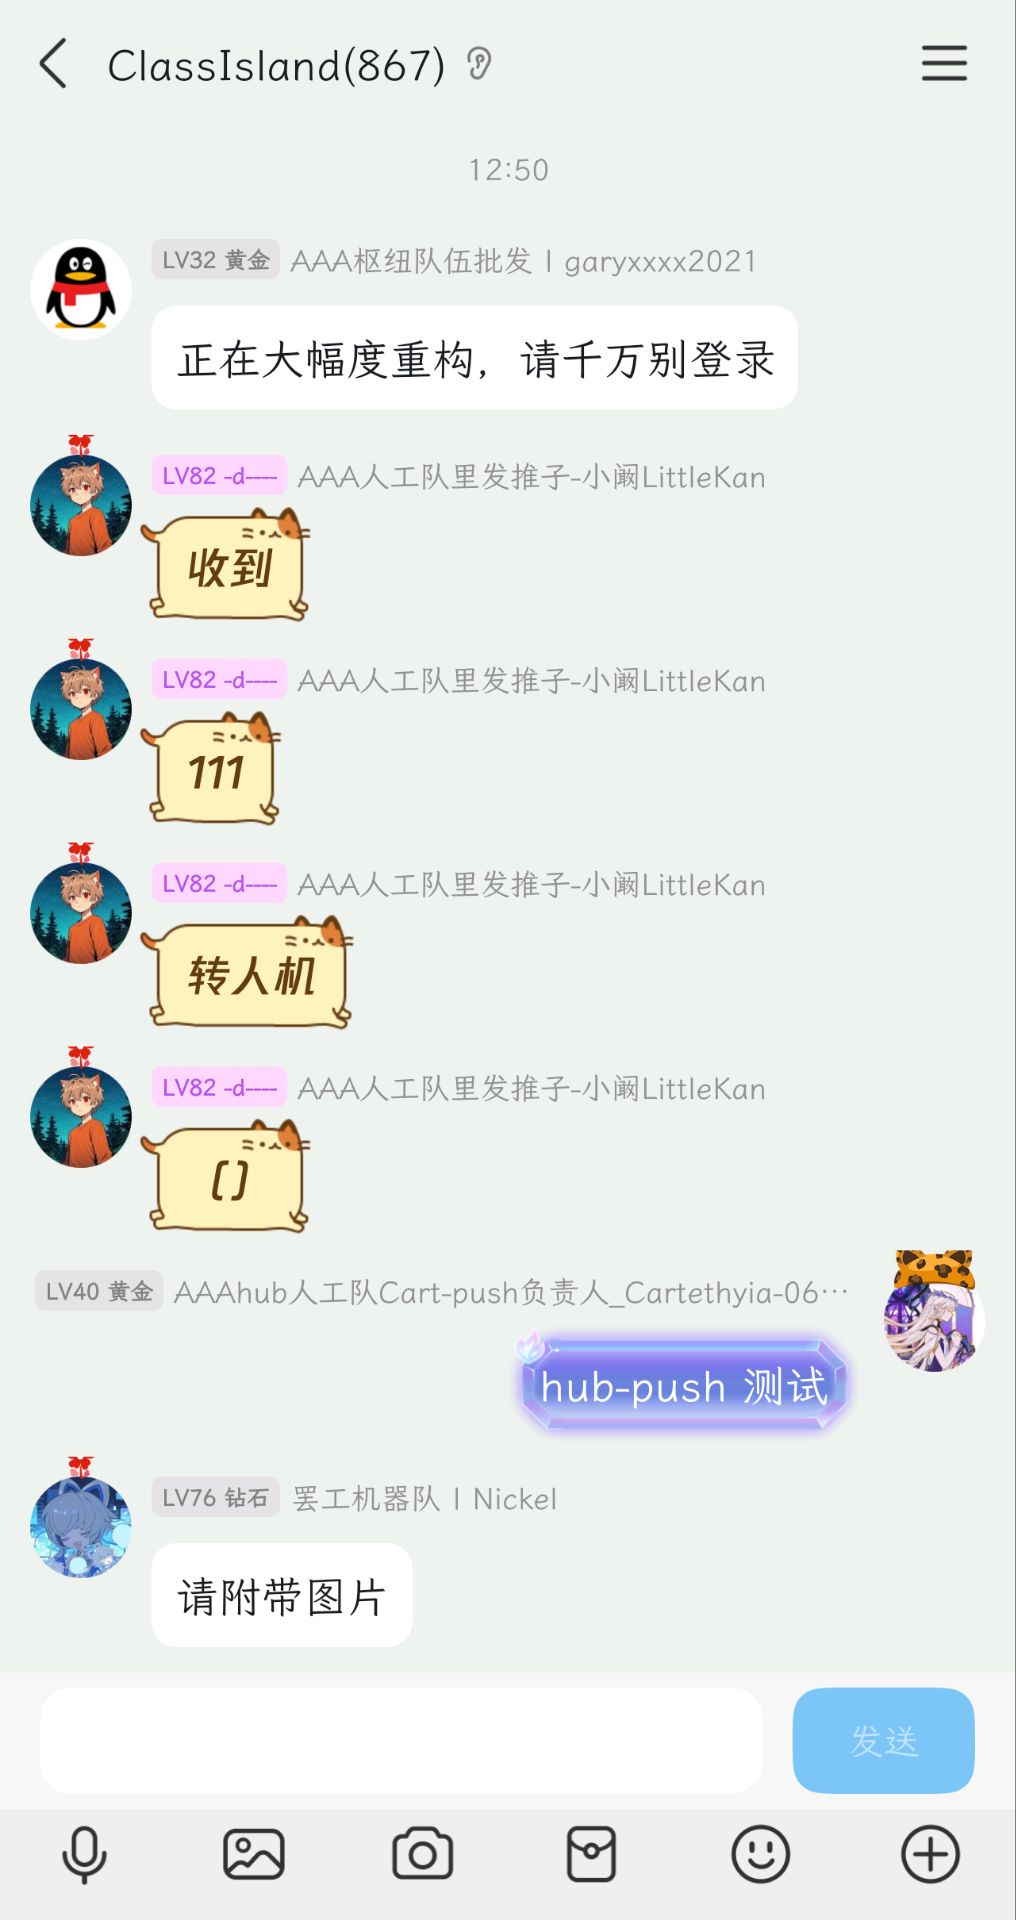 ClassIsland(867)
12:50
LV32 黄金 AAA枢纽队伍批发 | garyxxxx2021
正在大幅度重构，请千万别登录
LV82 -d---- AAA人工队里发推子-小阚LittleKan
收到
LV82 -d---- AAA人工队里发推子-小阚LittleKan
111
LV82 -d---- AAA人工队里发推子-小阚LittleKan
转人机
LV82 -d---- AAA人工队里发推子-小阚LittleKan
()
LV40 黄金 AAAhub人工队Cart-push负责人_Cartethyia-06…
hub-push 测试
LV76 钻石 罢工机器队 | Nickel
请附带图片
发送